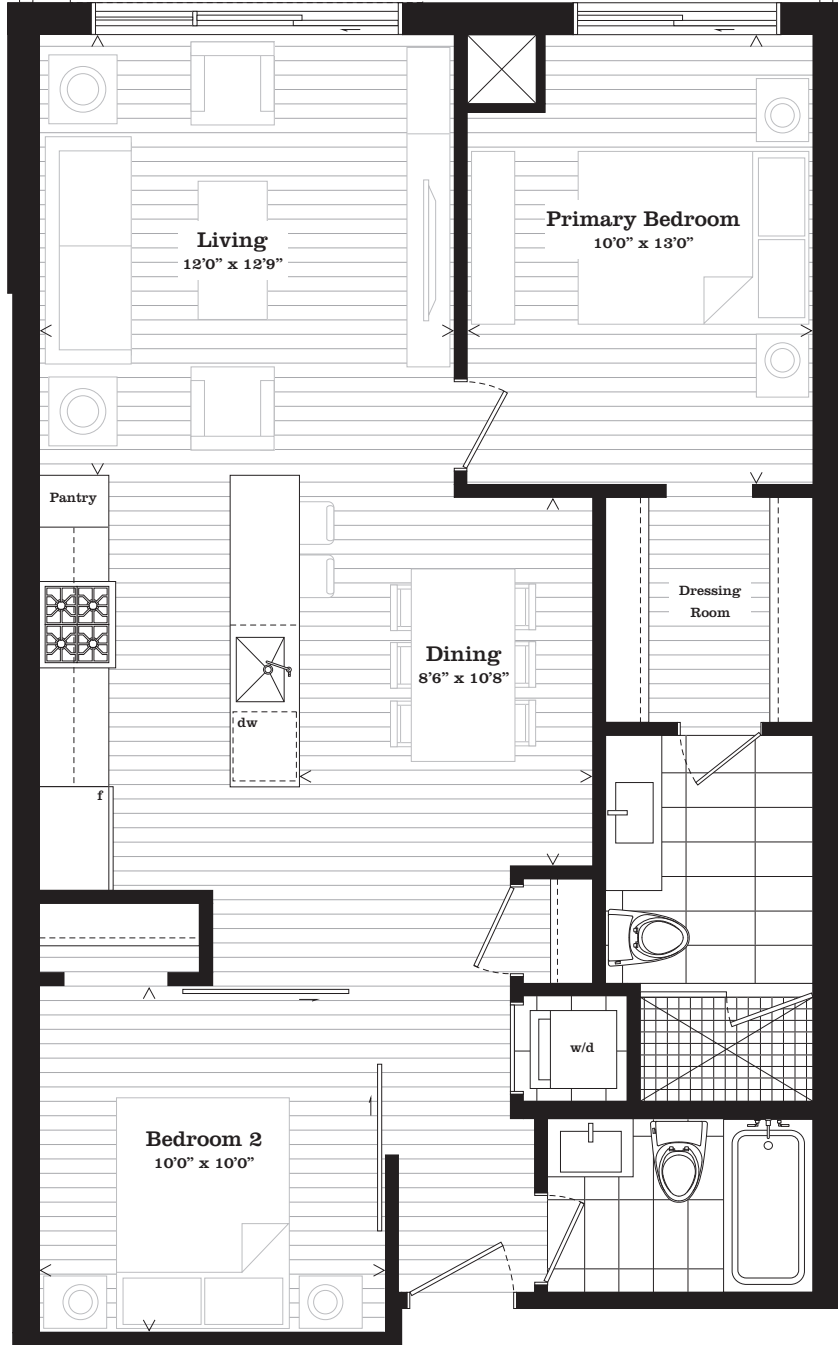 Living
12’0” x 12’9”
Primary Bedroom
10’0” x 13’0”
Pantry
Dressing
Room
Dining
8’6” x 10’8”
dw
f
w/d
Bedroom 2
10’0” x 10’0”